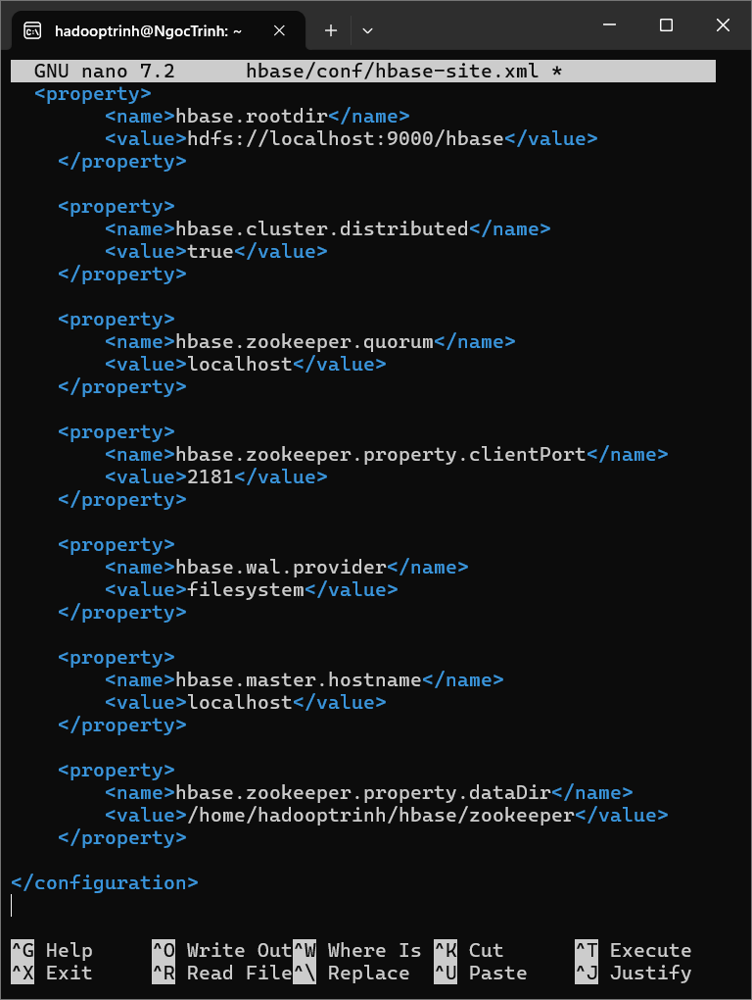 hadooptrinh@NgocTrinh: ~
GNU nano 7.2 hbase/conf/hbase-site.xml *
<property>
<name>hbase.rootdir</name>
<value>hdfs://localhost:9000/hbase</value>
</property>
<property>
<name>hbase.cluster.distributed</name>
<value>true</value>
</property>
<property>
<name>hbase.zookeeper.quorum</name>
<value>localhost</value>
</property>
<property>
<name>hbase.zookeeper.property.clientPort</name>
<value>2181</value>
</property>
<property>
<name>hbase.wal.provider</name>
<value>filesystem</value>
</property>
<property>
<name>hbase.master.hostname</name>
<value>localhost</value>
</property>
<property>
<name>hbase.zookeeper.property.dataDir</name>
<value>/home/hadooptrinh/hbase/zookeeper</value>
</property>
</configuration>
^G Help ^O Write Out ^W Where Is ^K Cut ^T Execute
^X Exit ^R Read File ^\ Replace ^U Paste ^J Justify